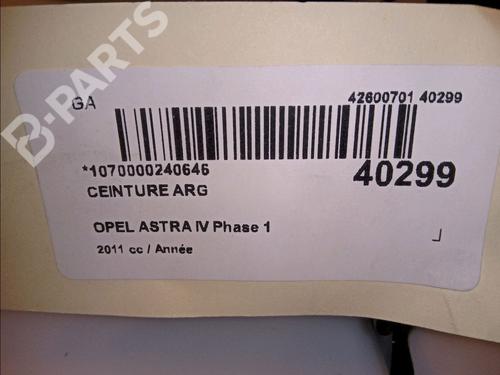 B-PARTS
GA
42600701 40299
*1070000240646
40299
CEINTURE ARG
OPEL ASTRA IV Phase 1
2011 cc / Année